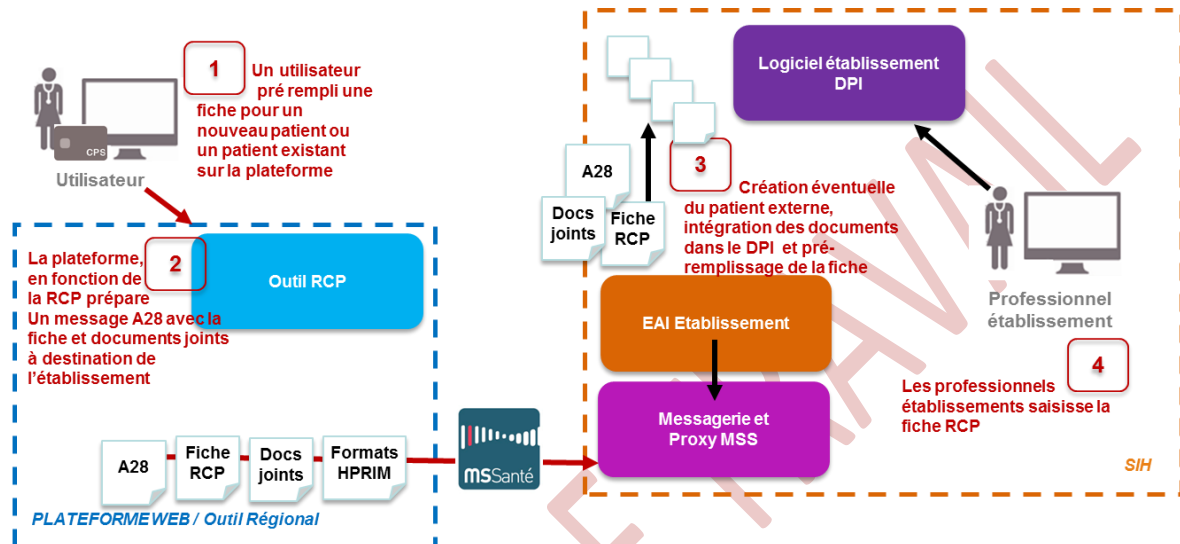 1
Un utilisateur
pré rempli une
fiche pour un
nouveau patient ou
un patient existant
sur la plateforme
CPS
Utilisateur
2
La plateforme,
en fonction de
la RCP prépare
Un message A28 avec la
fiche et documents joints
à destination de
l'établissement
Outil RCP
A28
Fiche
RCP
Docs
joints
Formats
HPRIM
PLATEFORMEWEB / Outil Régional
MSSanté
Logiciel établissement
DPI
A28
Docs
joints
Fiche
RCP
3
Création éventuelle
du patient externe,
intégration des documents
dans le DPI et pré-
remplissage de la fiche
EAI Etablissement
Messagerie et
Proxy MSS
Professionnel
établissement
4
Les professionnels
établissements saisisse la
fiche RCP
SIH
E TRAVAIL